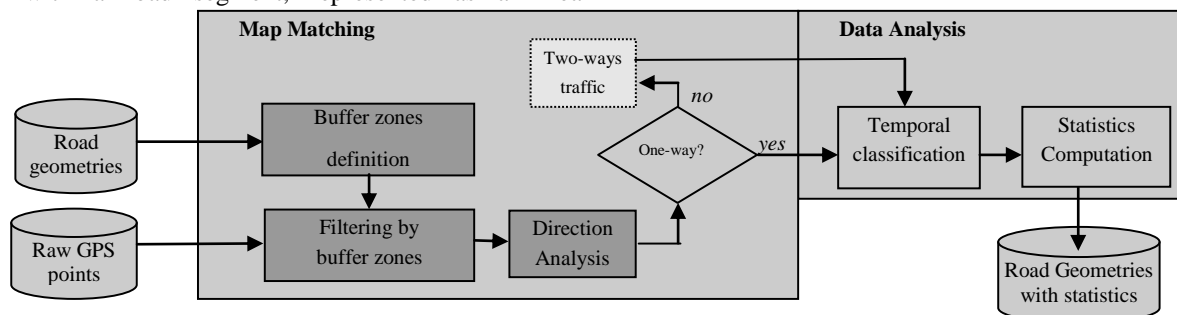 Map Matching
Data Analysis
Two-ways
traffic
no
Road
geometries
Buffer zones
definition
One-way?
yes
Temporal
classification
Statistics
Computation
Raw GPS
points
Filtering by
buffer zones
Direction
Analysis
Road Geometries
with statistics